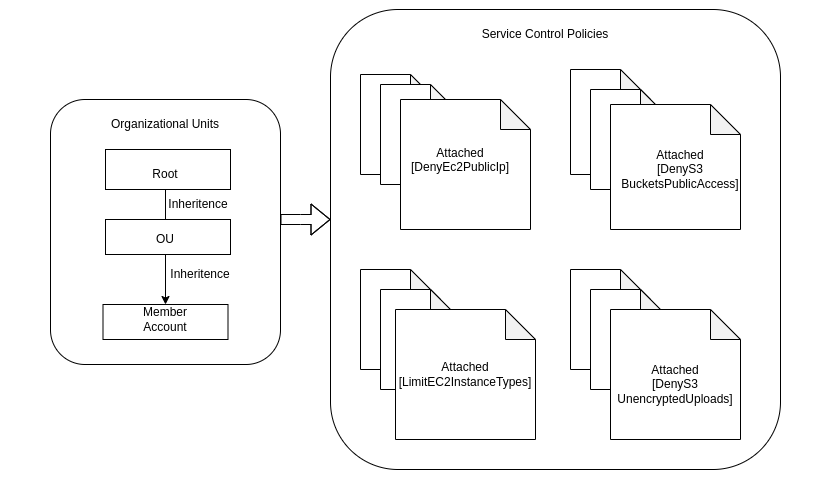 Service Control Policies
Organizational Units
Root
Inheritence
OU
Inheritence
Member
Account
Attached
[DenyEc2PublicIp]
Attached
[DenyS3
BucketsPublicAccess]
Attached
[LimitEC2InstanceTypes]
Attached
[DenyS3
UnencryptedUploads]